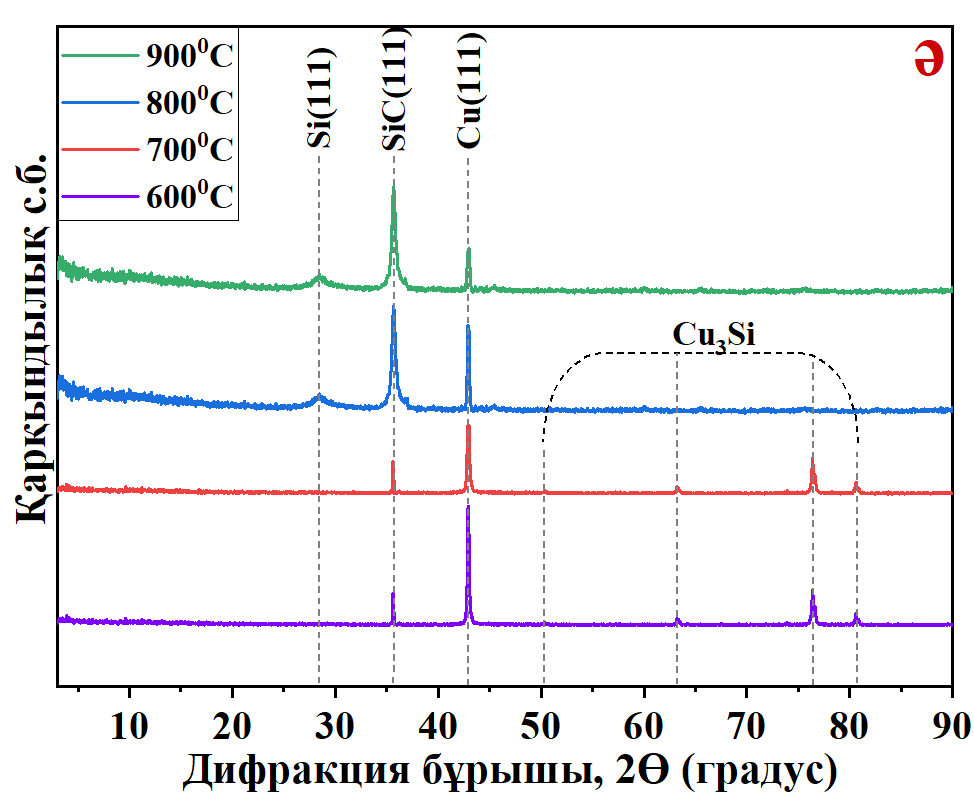 900⁰C
800⁰C
700⁰C
600⁰C
Si(111)
SiC(111)
Cu(111)
ә
Cu₃Si
Қарқындылық с.б.
10 20 30 40 50 60 70 80 90
Дифракция бұрышы, 2Ɵ (градус)